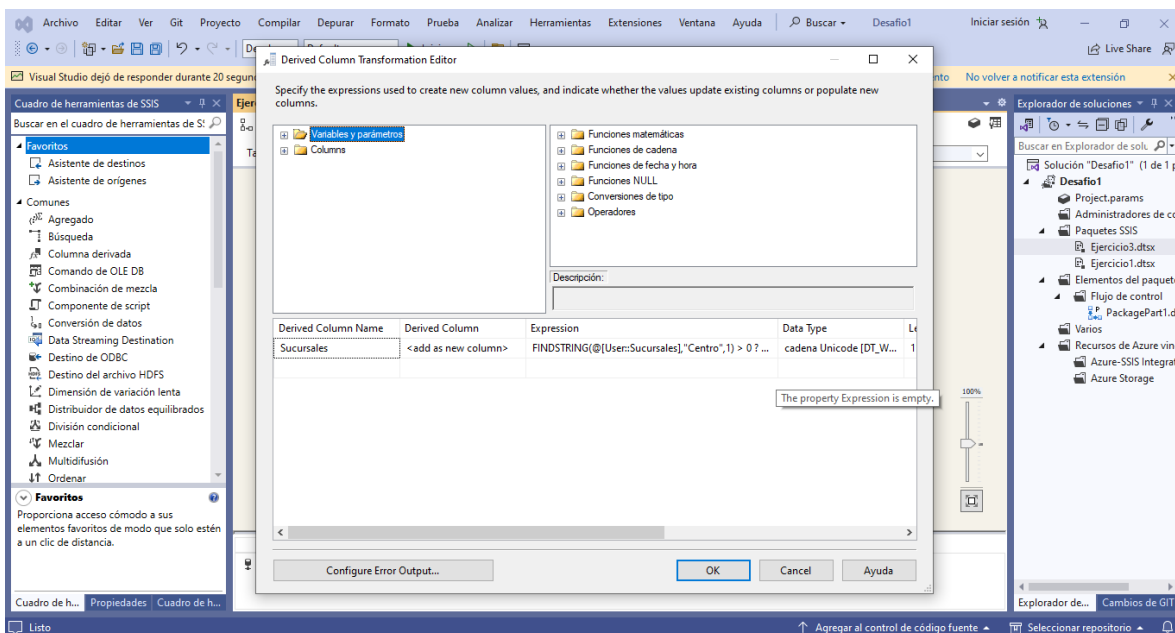 Archivo Editar Ver Git Proyecto Compilar Depurar Formato Prueba Analizar Herramientas Extensiones Ventana Ayuda Buscar Desafio1 Iniciar sesión
Live Share
Visual Studio dejó de responder durante 20 segun
nto No volver a notificar esta extensión
Cuadro de herramientas de SSIS
Buscar en el cuadro de herramientas de S!
Favoritos
Asistente de destinos
Asistente de orígenes
Comunes
Agregado
Búsqueda
Columna derivada
Comando de OLE DB
Combinación de mezcla
Componente de script
Conversión de datos
Data Streaming Destination
Destino de ODBC
Destino del archivo HDFS
Dimensión de variación lenta
Distribuidor de datos equilibrados
División condicional
Mezclar
Multidifusión
Ordenar
Favoritos
Proporciona acceso cómodo a sus
elementos favoritos de modo que solo estén
a un clic de distancia.
Cuadro de h... Propiedades Cuadro de h...
Ejer
Ta
Derived Column Transformation Editor
Specify the expressions used to create new column values, and indicate whether the values update existing columns or populate new
columns.
Variables y parámetros
Columns
Funciones matemáticas
Funciones de cadena
Funciones de fecha y hora
Funciones NULL
Conversiones de tipo
Operadores
Descripción:
Derived Column Name Derived Column Expression Data Type Le
Sucursales <add as new column> FINDSTRING(@[User::Sucursales],"Centro",1) > 0 ? ... cadena Unicode [DT_W... 1
The property Expression is empty.
Configure Error Output... OK Cancel Ayuda
100%
Explorador de soluciones
Buscar en Explorador de solu
Solución "Desafio1" (1 de 1 p
Desafio1
Project.params
Administradores de co
Paquetes SSIS
Ejercicio3.dtsx
Ejercicio1.dtsx
Elementos del paquete
Flujo de control
PackagePart1.d
Varios
Recursos de Azure vin
Azure-SSIS Integrat
Azure Storage
Explorador de... Cambios de GIT
Listo Agregar al control de código fuente Seleccionar repositorio